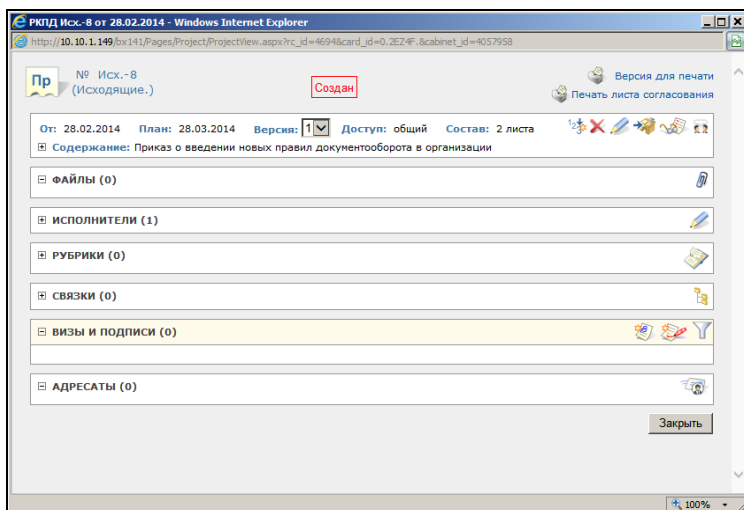 РКПД Исх.-8 от 28.02.2014 - Windows Internet Explorer
http://10.10.1.149/bx141/Pages/Project/ProjectView.aspx?rc_id=4694&card_id=0.2EZ4F.&cabinet_id=4057958
Пр № Исх.-8 (Исходящие.)
Создан
Версия для печати
Печать листа согласования
От: 28.02.2014 План: 28.03.2014 Версия: 1 Доступ: общий Состав: 2 листа
Содержание: Приказ о введении новых правил документооборота в организации
ФАЙЛЫ (0)
ИСПОЛНИТЕЛИ (1)
РУБРИКИ (0)
СВЯЗКИ (0)
ВИЗЫ И ПОДПИСИ (0)
АДРЕСАТЫ (0)
Закрыть
100%